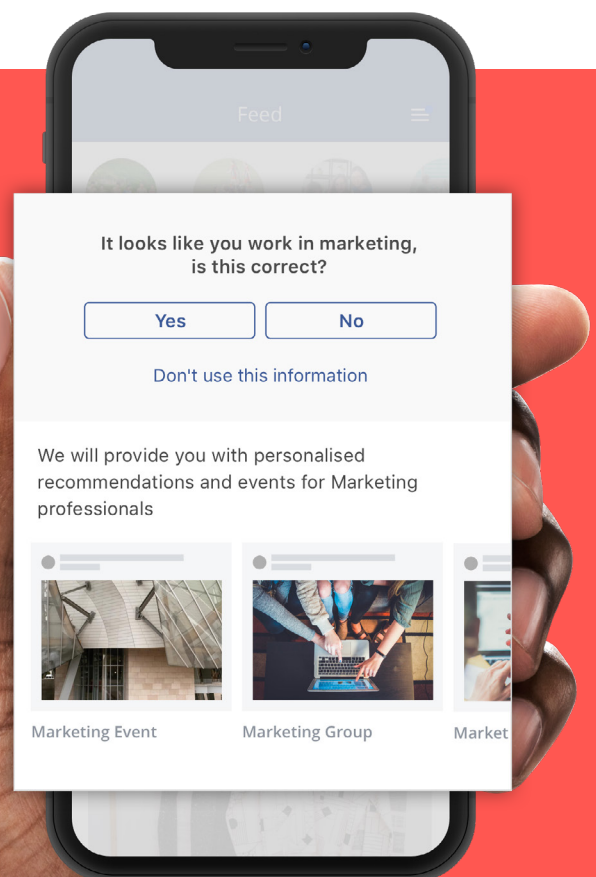 Feed
It looks like you work in marketing,
is this correct?
Yes
No
Don't use this information
We will provide you with personalised
recommendations and events for Marketing
professionals
Marketing Event
Marketing Group
Market